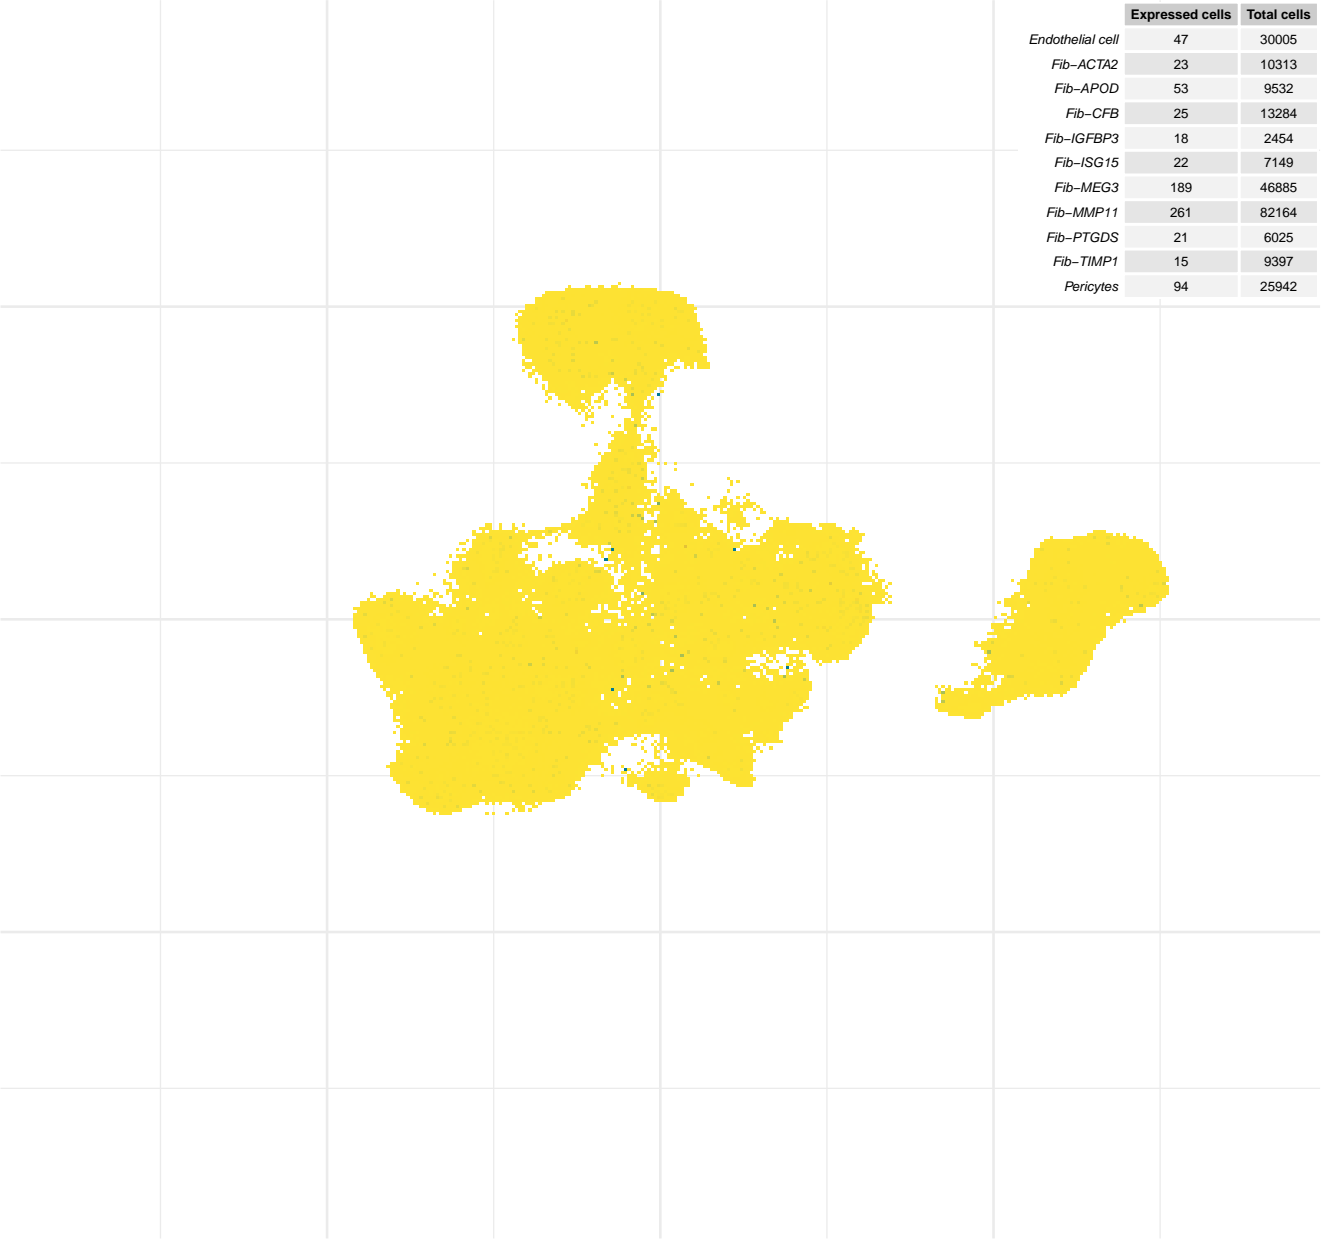 Expressed cells Total cells
Endothelial cell 47 30005
Fib−ACTA2 23 10313
Fib−APOD 53 9532
Fib−CFB 25 13284
Fib−IGFBP3 18 2454
Fib−ISG15 22 7149
Fib−MEG3 189 46885
Fib−MMP11 261 82164
Fib−PTGDS 21 6025
Fib−TIMP1 15 9397
Pericytes 94 25942